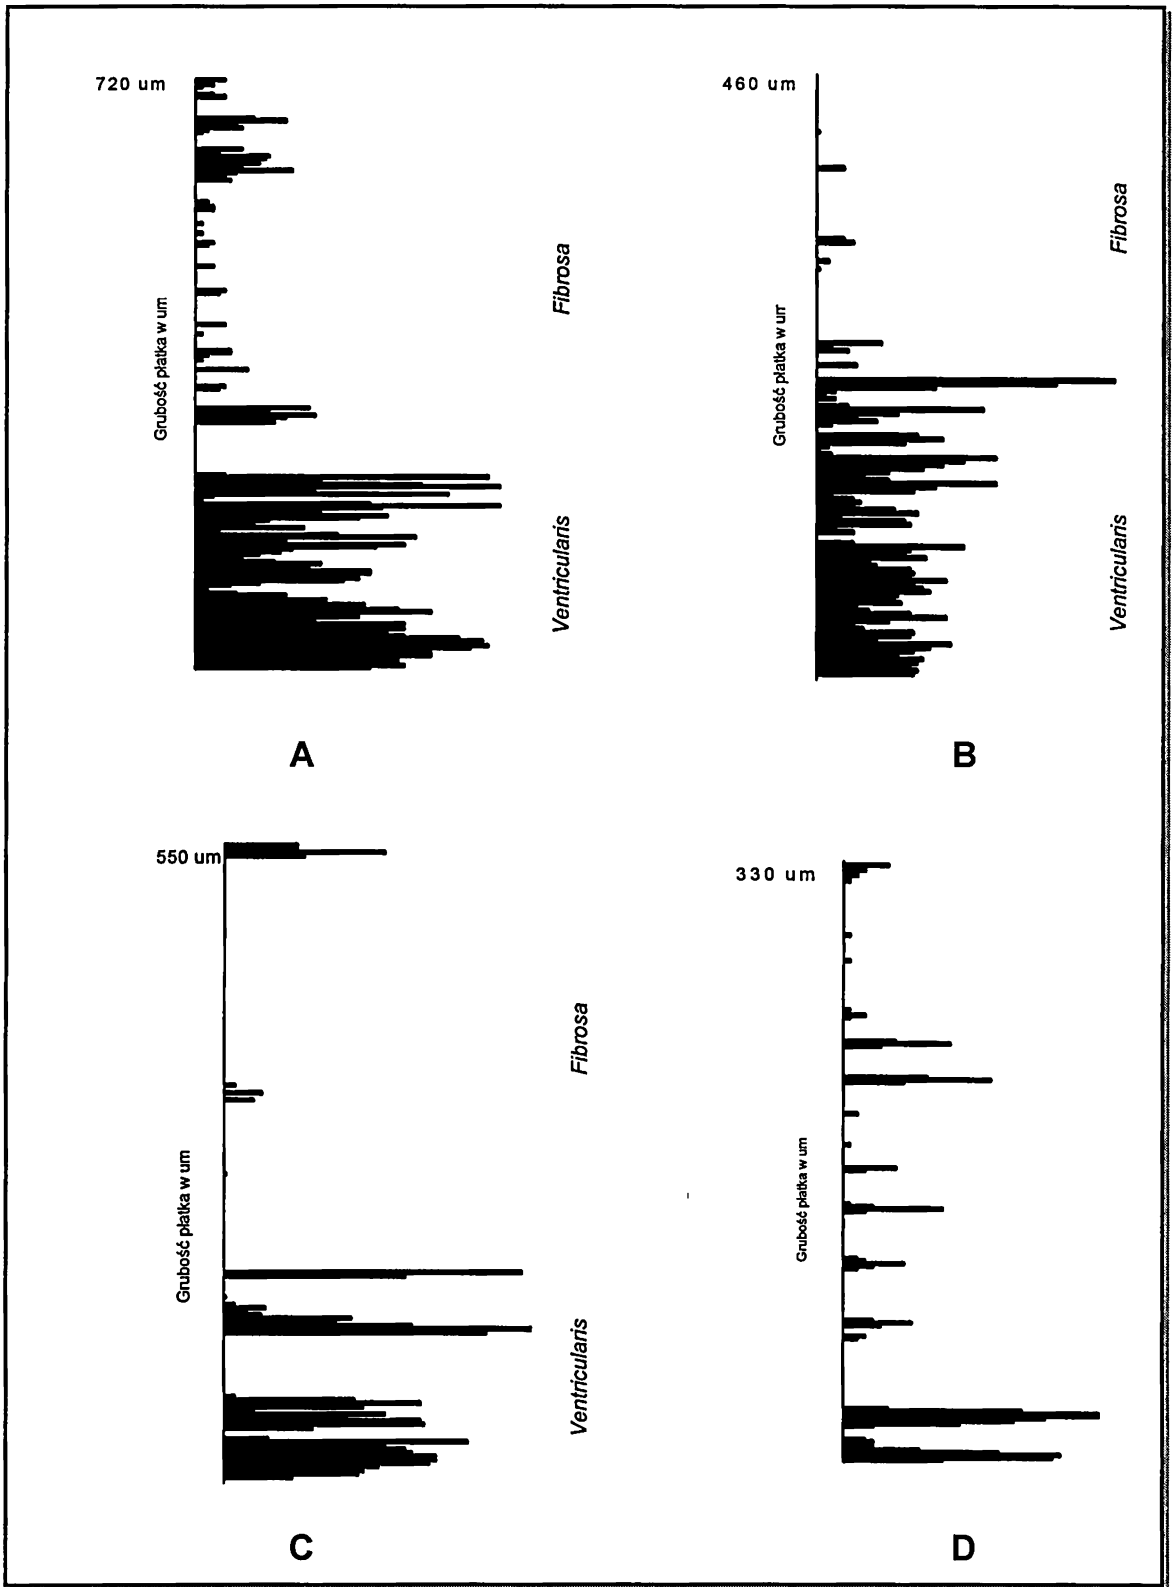 720 um
Grubość płatka w um
Fibrosa
Ventricularis
A
460 um
Grubość płatka w um
Fibrosa
Ventricularis
B
550 um
Grubość płatka w um
Fibrosa
Ventricularis
C
330 um
Grubość płatka w um
D